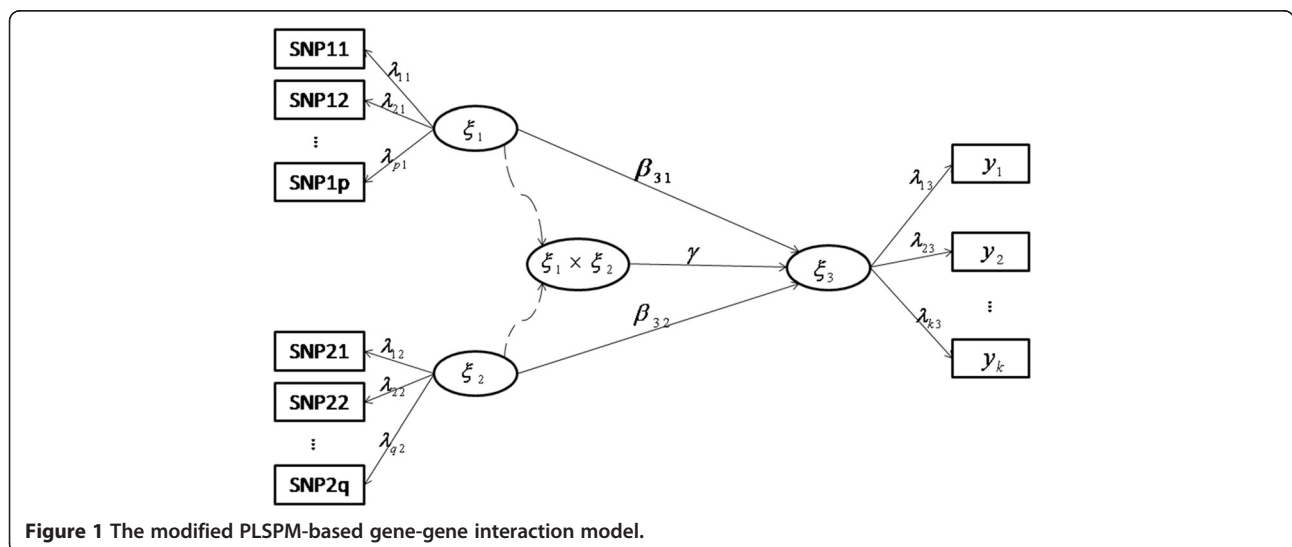 SNP11
λ₁₁
SNP12
λ₂₁
⋮
SNP1p
λₚ₁
ξ₁
β₃₁
ξ₁ × ξ₂
γ
ξ₃
β₃₂
SNP21
λ₁₂
SNP22
λ₂₂
⋮
SNP2q
λ_q2
ξ₂
λ₁₃
y₁
λ₂₃
y₂
⋮
λₖ₃
yₖ
Figure 1 The modified PLSPM-based gene-gene interaction model.